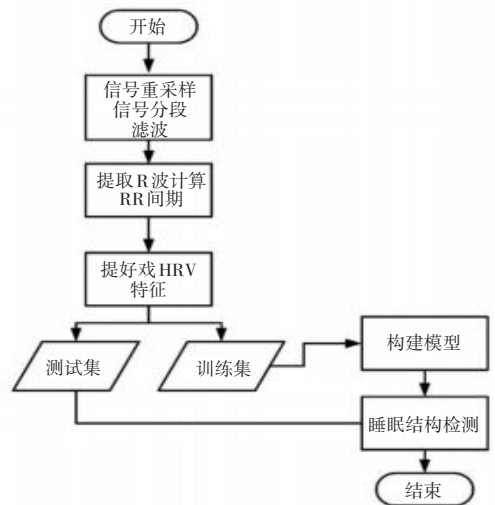 开始
信号重采样
信号分段
滤波
提取R波计算
RR间期
提好戏HRV
特征
测试集
训练集
构建模型
睡眠结构检测
结束